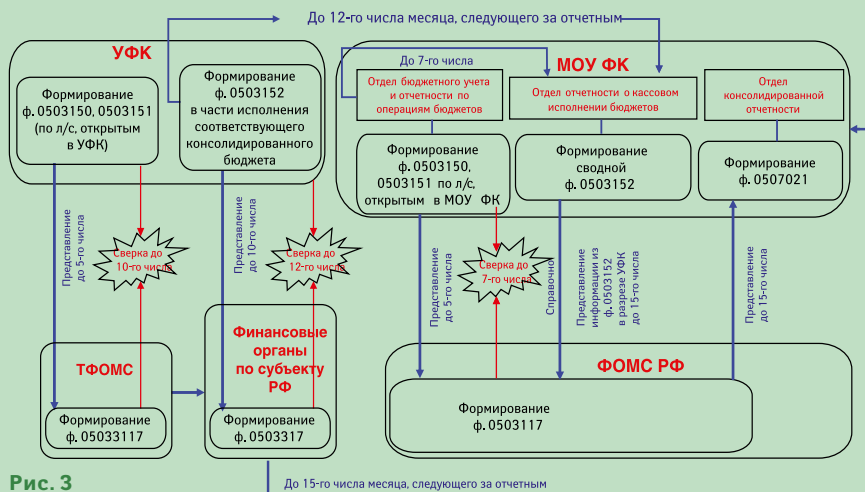 До 12-го числа месяца, следующего за отчетным
УФК
Формирование
ф. 0503150, 0503151
(по л/с, открытым
в УФК)
Формирование
ф. 0503152
в части исполнения
соответствующего
консолидированного
бюджета
До 7-го числа
МОУ ФК
Отдел бюджетного учета
и отчетности по
операциям бюджетов
Отдел отчетности о кассовом
исполнении бюджетов
Отдел
консолидированной
отчетности
Формирование
ф. 0503150,
0503151 по л/с,
открытым в МОУ ФК
Формирование
сводной
ф. 0503152
Формирование
ф. 0507021
Представление
до 5-го числа
Сверка до
10-го числа
Представление
до 10-го числа
Сверка до
12-го числа
Представление
до 5-го числа
Сверка до
7-го числа
Справочно
Представление
информации из
ф. 0503152
в разрезе УФК
до 15-го числа
Представление
до 15-го числа
ТФОМС
Формирование
ф. 05033117
Финансовые
органы
по субъекту
РФ
Формирование
ф. 0503317
ФОМС РФ
Формирование
ф. 0503117
Рис. 3
До 15-го числа месяца, следующего за отчетным